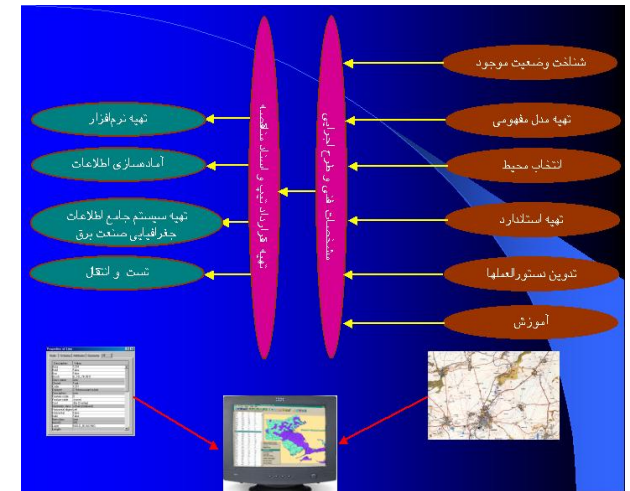 شناخت وضعیت موجود
تهیه مدل مفهومی
انتخاب محیط
تهیه استاندارد
تدوین دستورالعملها
آموزش
مشخصات فنی و طرح اجرایی
تهیه قرارداد تیپ و اسناد مناقصه
تهیه نرم‌افزار
آماده‌سازی اطلاعات
تهیه سیستم جامع اطلاعات
جغرافیایی صنعت برق
تست و انتقال